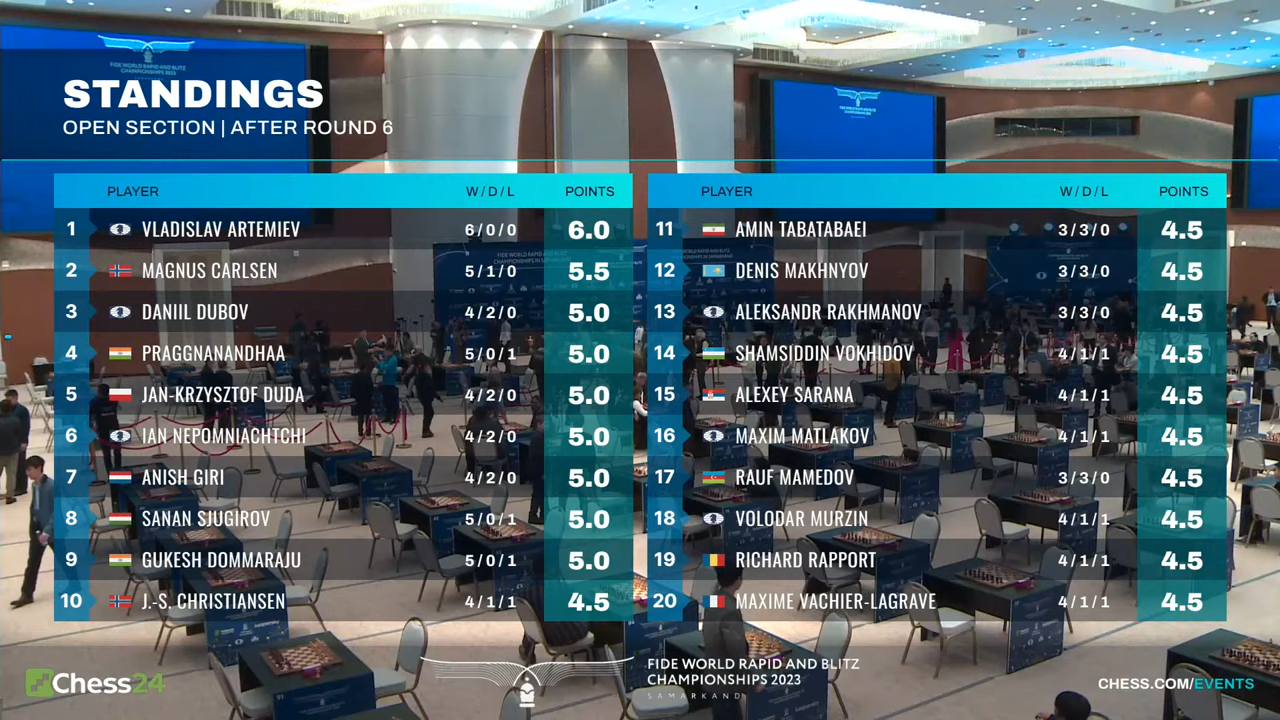 FIDE WORLD RAPID AND BLITZ
CHAMPIONSHIPS 2023
STANDINGS
OPEN SECTION | AFTER ROUND 6
PLAYER W / D / L POINTS
1 VLADISLAV ARTEMIEV 6 / 0 / 0 6.0
2 MAGNUS CARLSEN 5 / 1 / 0 5.5
3 DANIIL DUBOV 4 / 2 / 0 5.0
4 PRAGGNANANDHAA 5 / 0 / 1 5.0
5 JAN-KRZYSZTOF DUDA 4 / 2 / 0 5.0
6 IAN NEPOMNIACHTCHI 4 / 2 / 0 5.0
7 ANISH GIRI 4 / 2 / 0 5.0
8 SANAN SJUGIROV 5 / 0 / 1 5.0
9 GUKESH DOMMARAJU 5 / 0 / 1 5.0
10 J.-S. CHRISTIANSEN 4 / 1 / 1 4.5
PLAYER W / D / L POINTS
11 AMIN TABATABAEI 3 / 3 / 0 4.5
12 DENIS MAKHNYOV 3 / 3 / 0 4.5
13 ALEKSANDR RAKHMANOV 3 / 3 / 0 4.5
14 SHAMSIDDIN VOKHIDOV 4 / 1 / 1 4.5
15 ALEXEY SARANA 4 / 1 / 1 4.5
16 MAXIM MATLAKOV 4 / 1 / 1 4.5
17 RAUF MAMEDOV 3 / 3 / 0 4.5
18 VOLODAR MURZIN 4 / 1 / 1 4.5
19 RICHARD RAPPORT 4 / 1 / 1 4.5
20 MAXIME VACHIER-LAGRAVE 4 / 1 / 1 4.5
Chess24
FIDE WORLD RAPID AND BLITZ
CHAMPIONSHIPS 2023
SAMARKAND
CHESS.COM/EVENTS